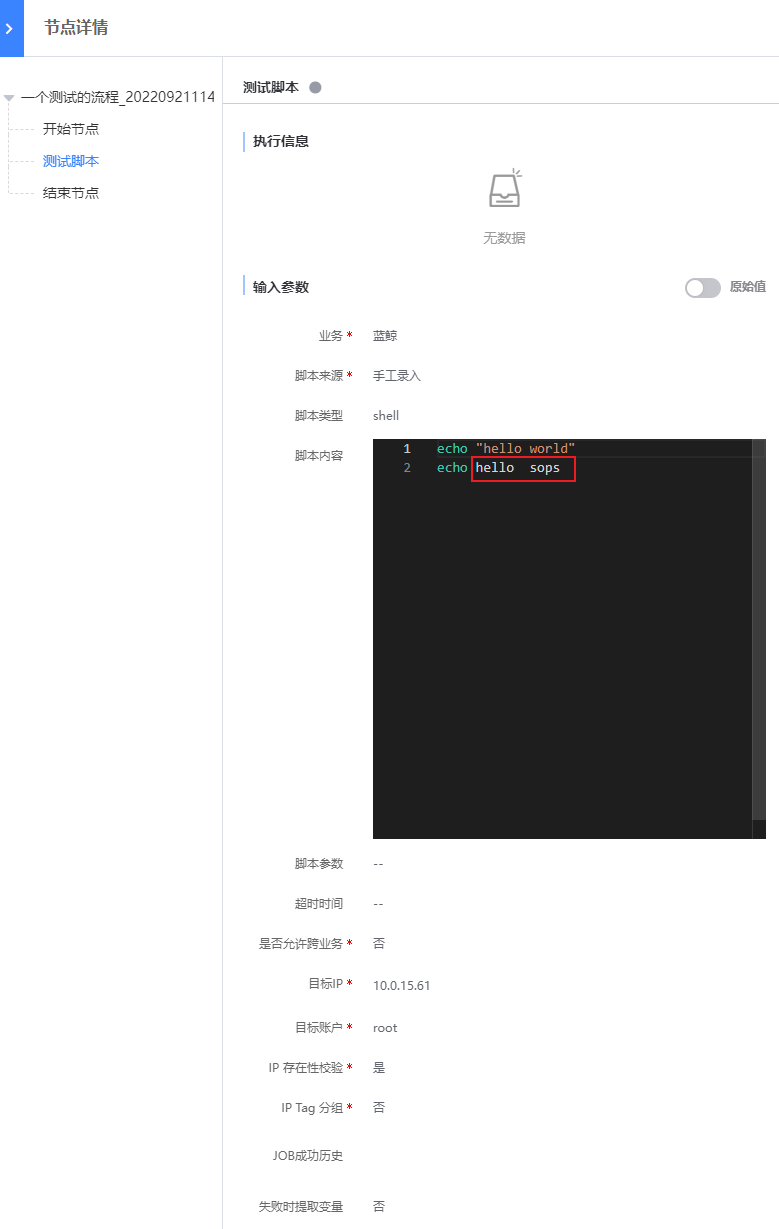 节点详情
一个测试的流程_20220921114
开始节点
测试脚本
结束节点
测试脚本
执行信息
无数据
输入参数
原始值
业务 * 蓝鲸
脚本来源 * 手工录入
脚本类型 shell
脚本内容
1 echo "hello world"
2 echo hello  sops
脚本参数 --
超时时间 --
是否允许跨业务 * 否
目标IP * 10.0.15.61
目标账户 * root
IP 存在性校验 * 是
IP Tag 分组 * 否
JOB成功历史
失败时提取变量 否